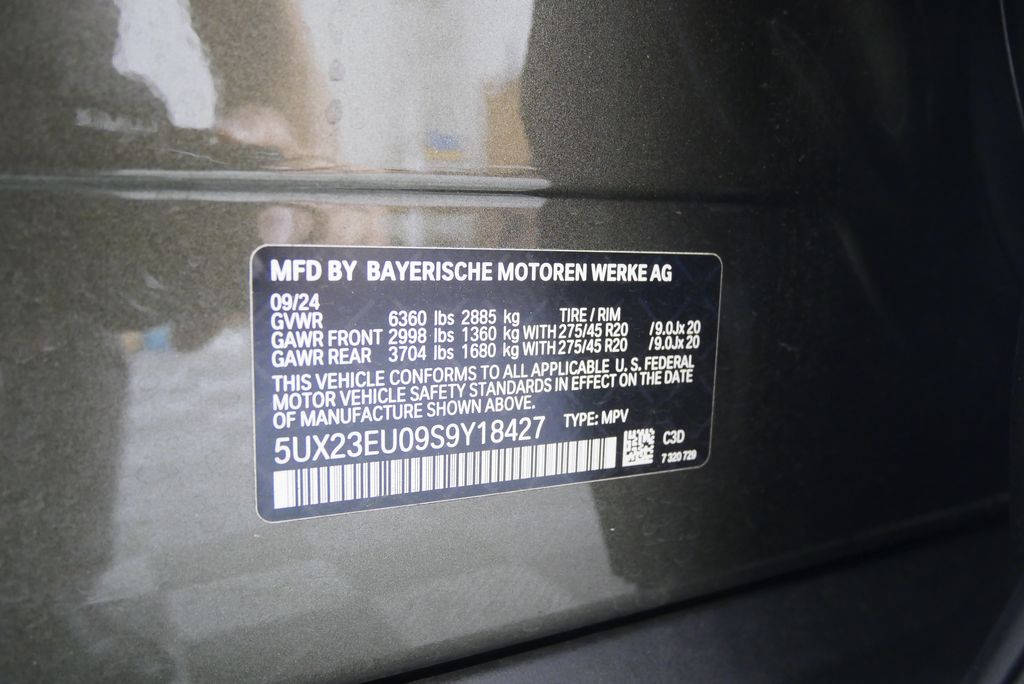 MFD BY BAYERISCHE MOTOREN WERKE AG
09/24
GVWR 6360 lbs 2885 kg TIRE / RIM
GAWR FRONT 2998 lbs 1360 kg WITH 275/45 R20 /9.0Jx 20
GAWR REAR 3704 lbs 1680 kg WITH 275/45 R20 /9.0Jx 20
THIS VEHICLE CONFORMS TO ALL APPLICABLE U. S. FEDERAL
MOTOR VEHICLE SAFETY STANDARDS IN EFFECT ON THE DATE
OF MANUFACTURE SHOWN ABOVE.
5UX23EU09S9Y18427 TYPE: MPV
C3D
7 320 729